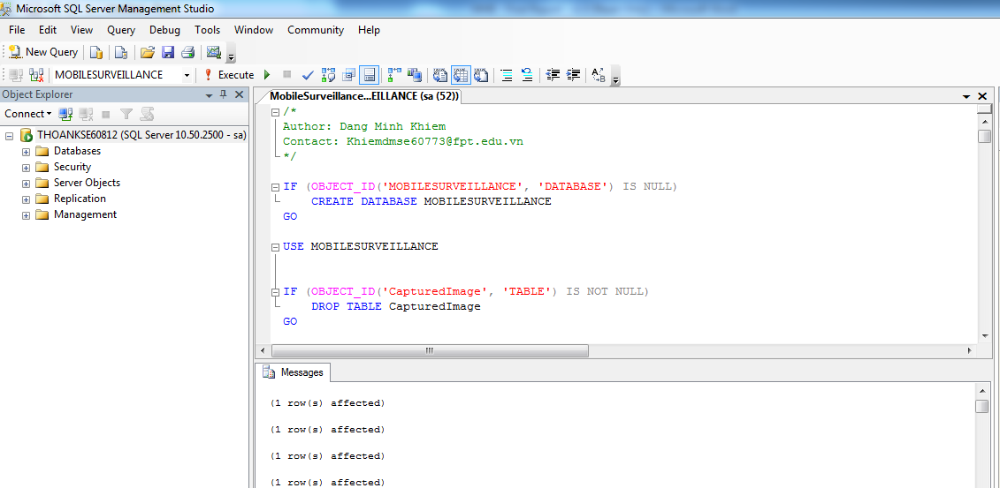 Microsoft SQL Server Management Studio
File Edit View Query Debug Tools Window Community Help
New Query
MOBILESURVEILLANCE Execute
Object Explorer
Connect
THOANKSE60812 (SQL Server 10.50.2500 - sa)
Databases
Security
Server Objects
Replication
Management
MobileSurveillance...EILLANCE (sa (52))
/*
Author: Dang Minh Khiem
Contact: Khiemdmse60773@fpt.edu.vn
*/
IF (OBJECT_ID('MOBILESURVEILLANCE', 'DATABASE') IS NULL)
CREATE DATABASE MOBILESURVEILLANCE
GO
USE MOBILESURVEILLANCE
IF (OBJECT_ID('CapturedImage', 'TABLE') IS NOT NULL)
DROP TABLE CapturedImage
GO
Messages
(1 row(s) affected)
(1 row(s) affected)
(1 row(s) affected)
(1 row(s) affected)